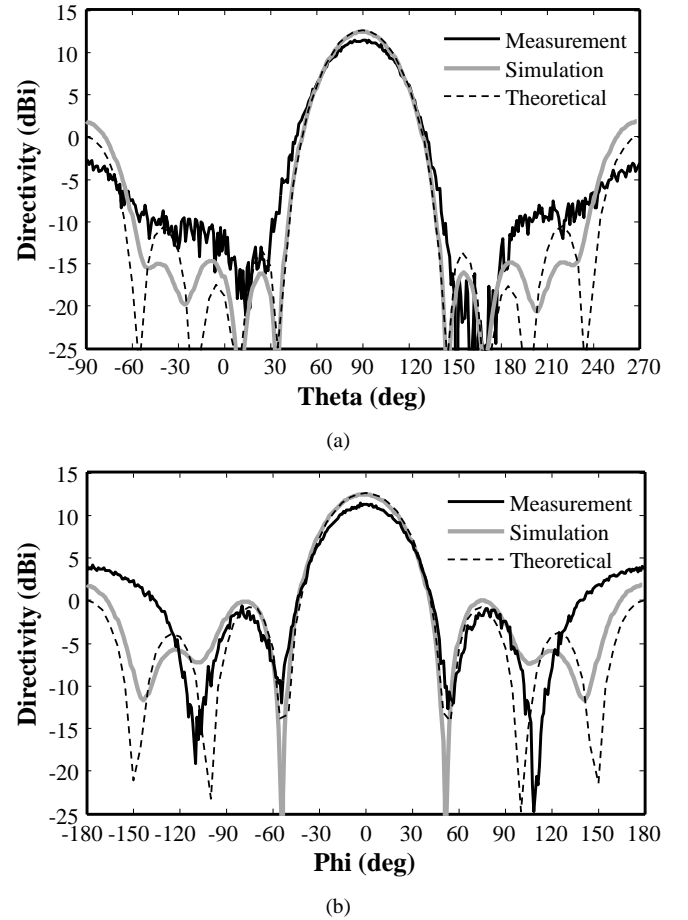 15
10
5
0
-5
-10
-15
-20
-25
Directivity (dBi)
Measurement
Simulation
Theoretical
-90 -60 -30 0 30 60 90 120 150 180 210 240 270
Theta (deg)
(a)
15
10
5
0
-5
-10
-15
-20
-25
Directivity (dBi)
Measurement
Simulation
Theoretical
-180 -150 -120 -90 -60 -30 0 30 60 90 120 150 180
Phi (deg)
(b)